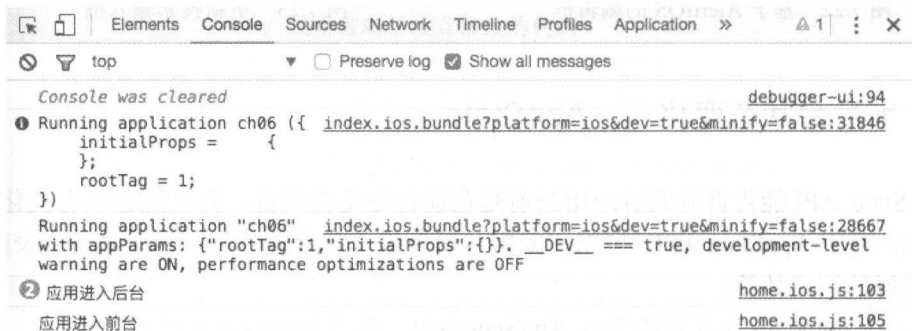 Elements Console Sources Network Timeline Profiles Application » 1
top Preserve log Show all messages
Console was cleared debugger-ui:94
Running application ch06 ({ index.ios.bundle?platform=ios&dev=true&minify=false:31846
initialProps = {
};
rootTag = 1;
})
Running application "ch06" index.ios.bundle?platform=ios&dev=true&minify=false:28667
with appParams: {"rootTag":1,"initialProps":{}}. __DEV__ === true, development-level
warning are ON, performance optimizations are OFF
2 应用进入后台 home.ios.js:103
应用进入前台 home.ios.js:105